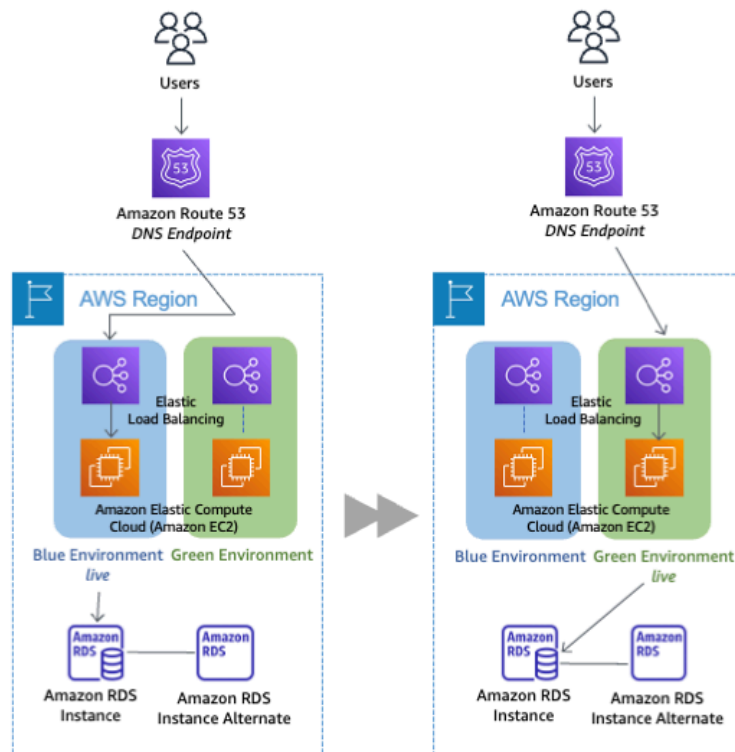 Users
53
Amazon Route 53
DNS Endpoint
AWS Region
Elastic
Load Balancing
Amazon Elastic Compute
Cloud (Amazon EC2)
Blue Environment
live
Green Environment
Amazon
RDS
Amazon RDS
Instance
Amazon
RDS
Amazon RDS
Instance Alternate
Users
53
Amazon Route 53
DNS Endpoint
AWS Region
Elastic
Load Balancing
Amazon Elastic Compute
Cloud (Amazon EC2)
Blue Environment
Green Environment
live
Amazon
RDS
Amazon RDS
Instance
Amazon
RDS
Amazon RDS
Instance Alternate